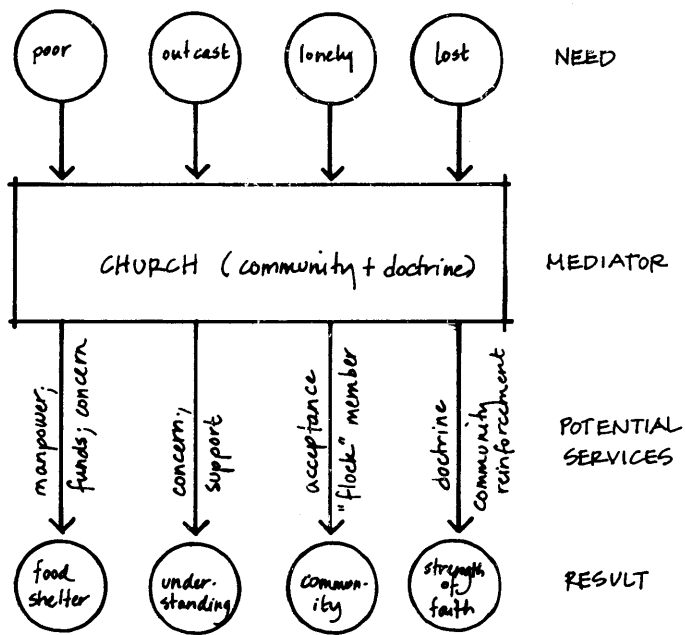 poor
outcast
lonely
lost
NEED
CHURCH (community + doctrine)
MEDIATOR
manpower;
funds; concern
concern;
support
acceptance
"flock" member
doctrine
community
reinforcement
POTENTIAL
SERVICES
food
shelter
under-
standing
commun-
ity
strength
of
faith
RESULT